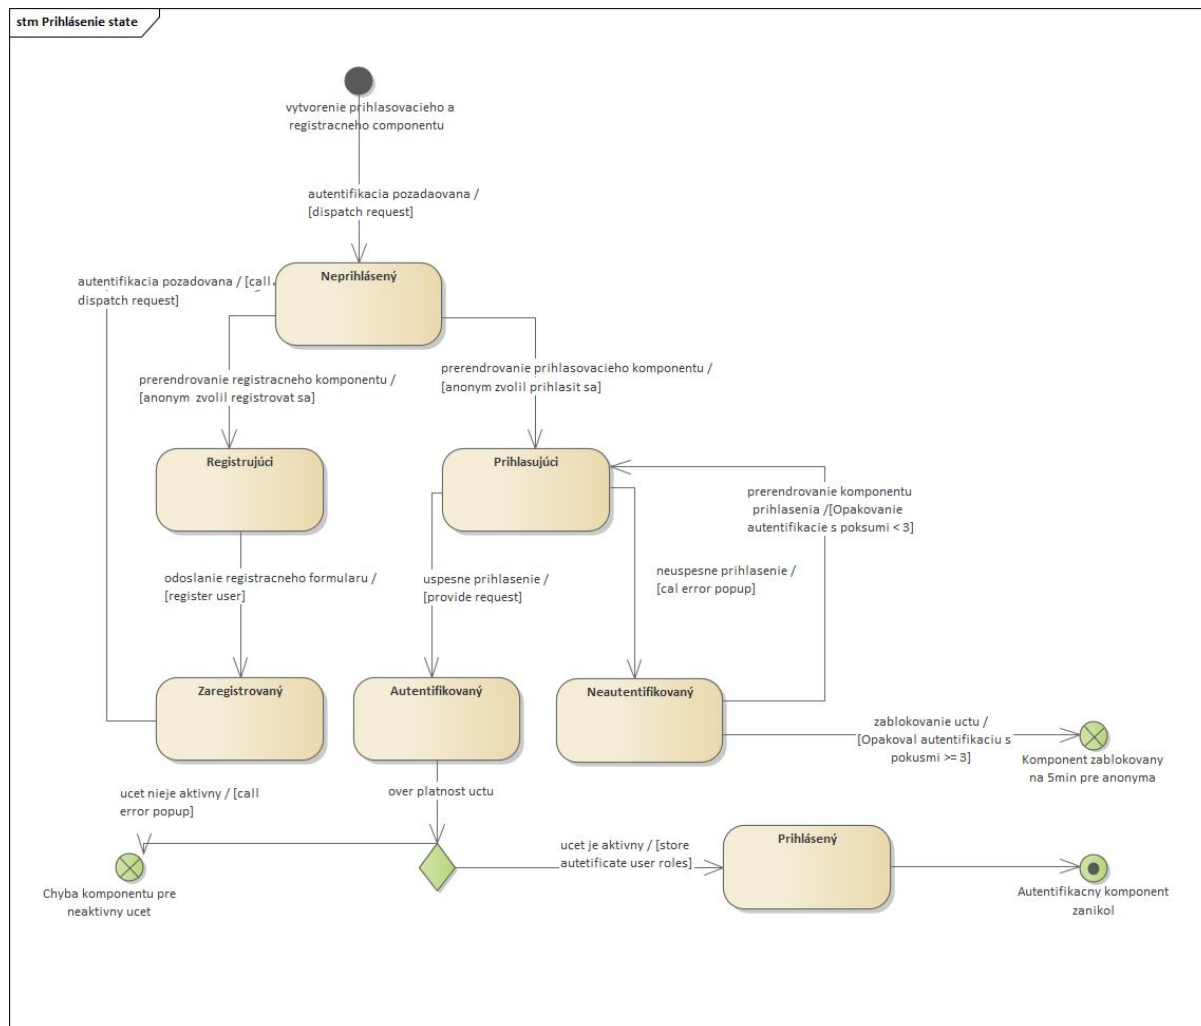 stm Prihlásenie state
vytvorenie prihlasovacieho a
registracneho componentu
autentifikacia pozadaovana /
[dispatch request]
Neprihlásený
autentifikacia pozadovana / [call
dispatch request]
prerendrovanie registracneho komponentu /
[anonym zvolil registrovat sa]
prerendrovanie prihlasovacieho komponentu /
[anonym zvolil prihlasit sa]
Registrujúci
Prihlasujúci
prerendrovanie komponentu
prihlasenia /[Opakovanie
autentifikacie s poksumi < 3]
odoslanie registracneho formularu /
[register user]
uspesne prihlasenie /
[provide request]
neuspesne prihlasenie /
[cal error popup]
Zaregistrovaný
Autentifikovaný
Neautentifikovaný
zablokovanie uctu /
[Opakoval autentifikaciu s
pokusmi >= 3]
Komponent zablokovany
na 5min pre anonyma
ucet nieje aktivny / [call
error popup]
over platnost uctu
Chyba komponentu pre
neaktivny ucet
ucet je aktivny / [store
autetificate user roles]
Prihlásený
Autentifikacny komponent
zanikol